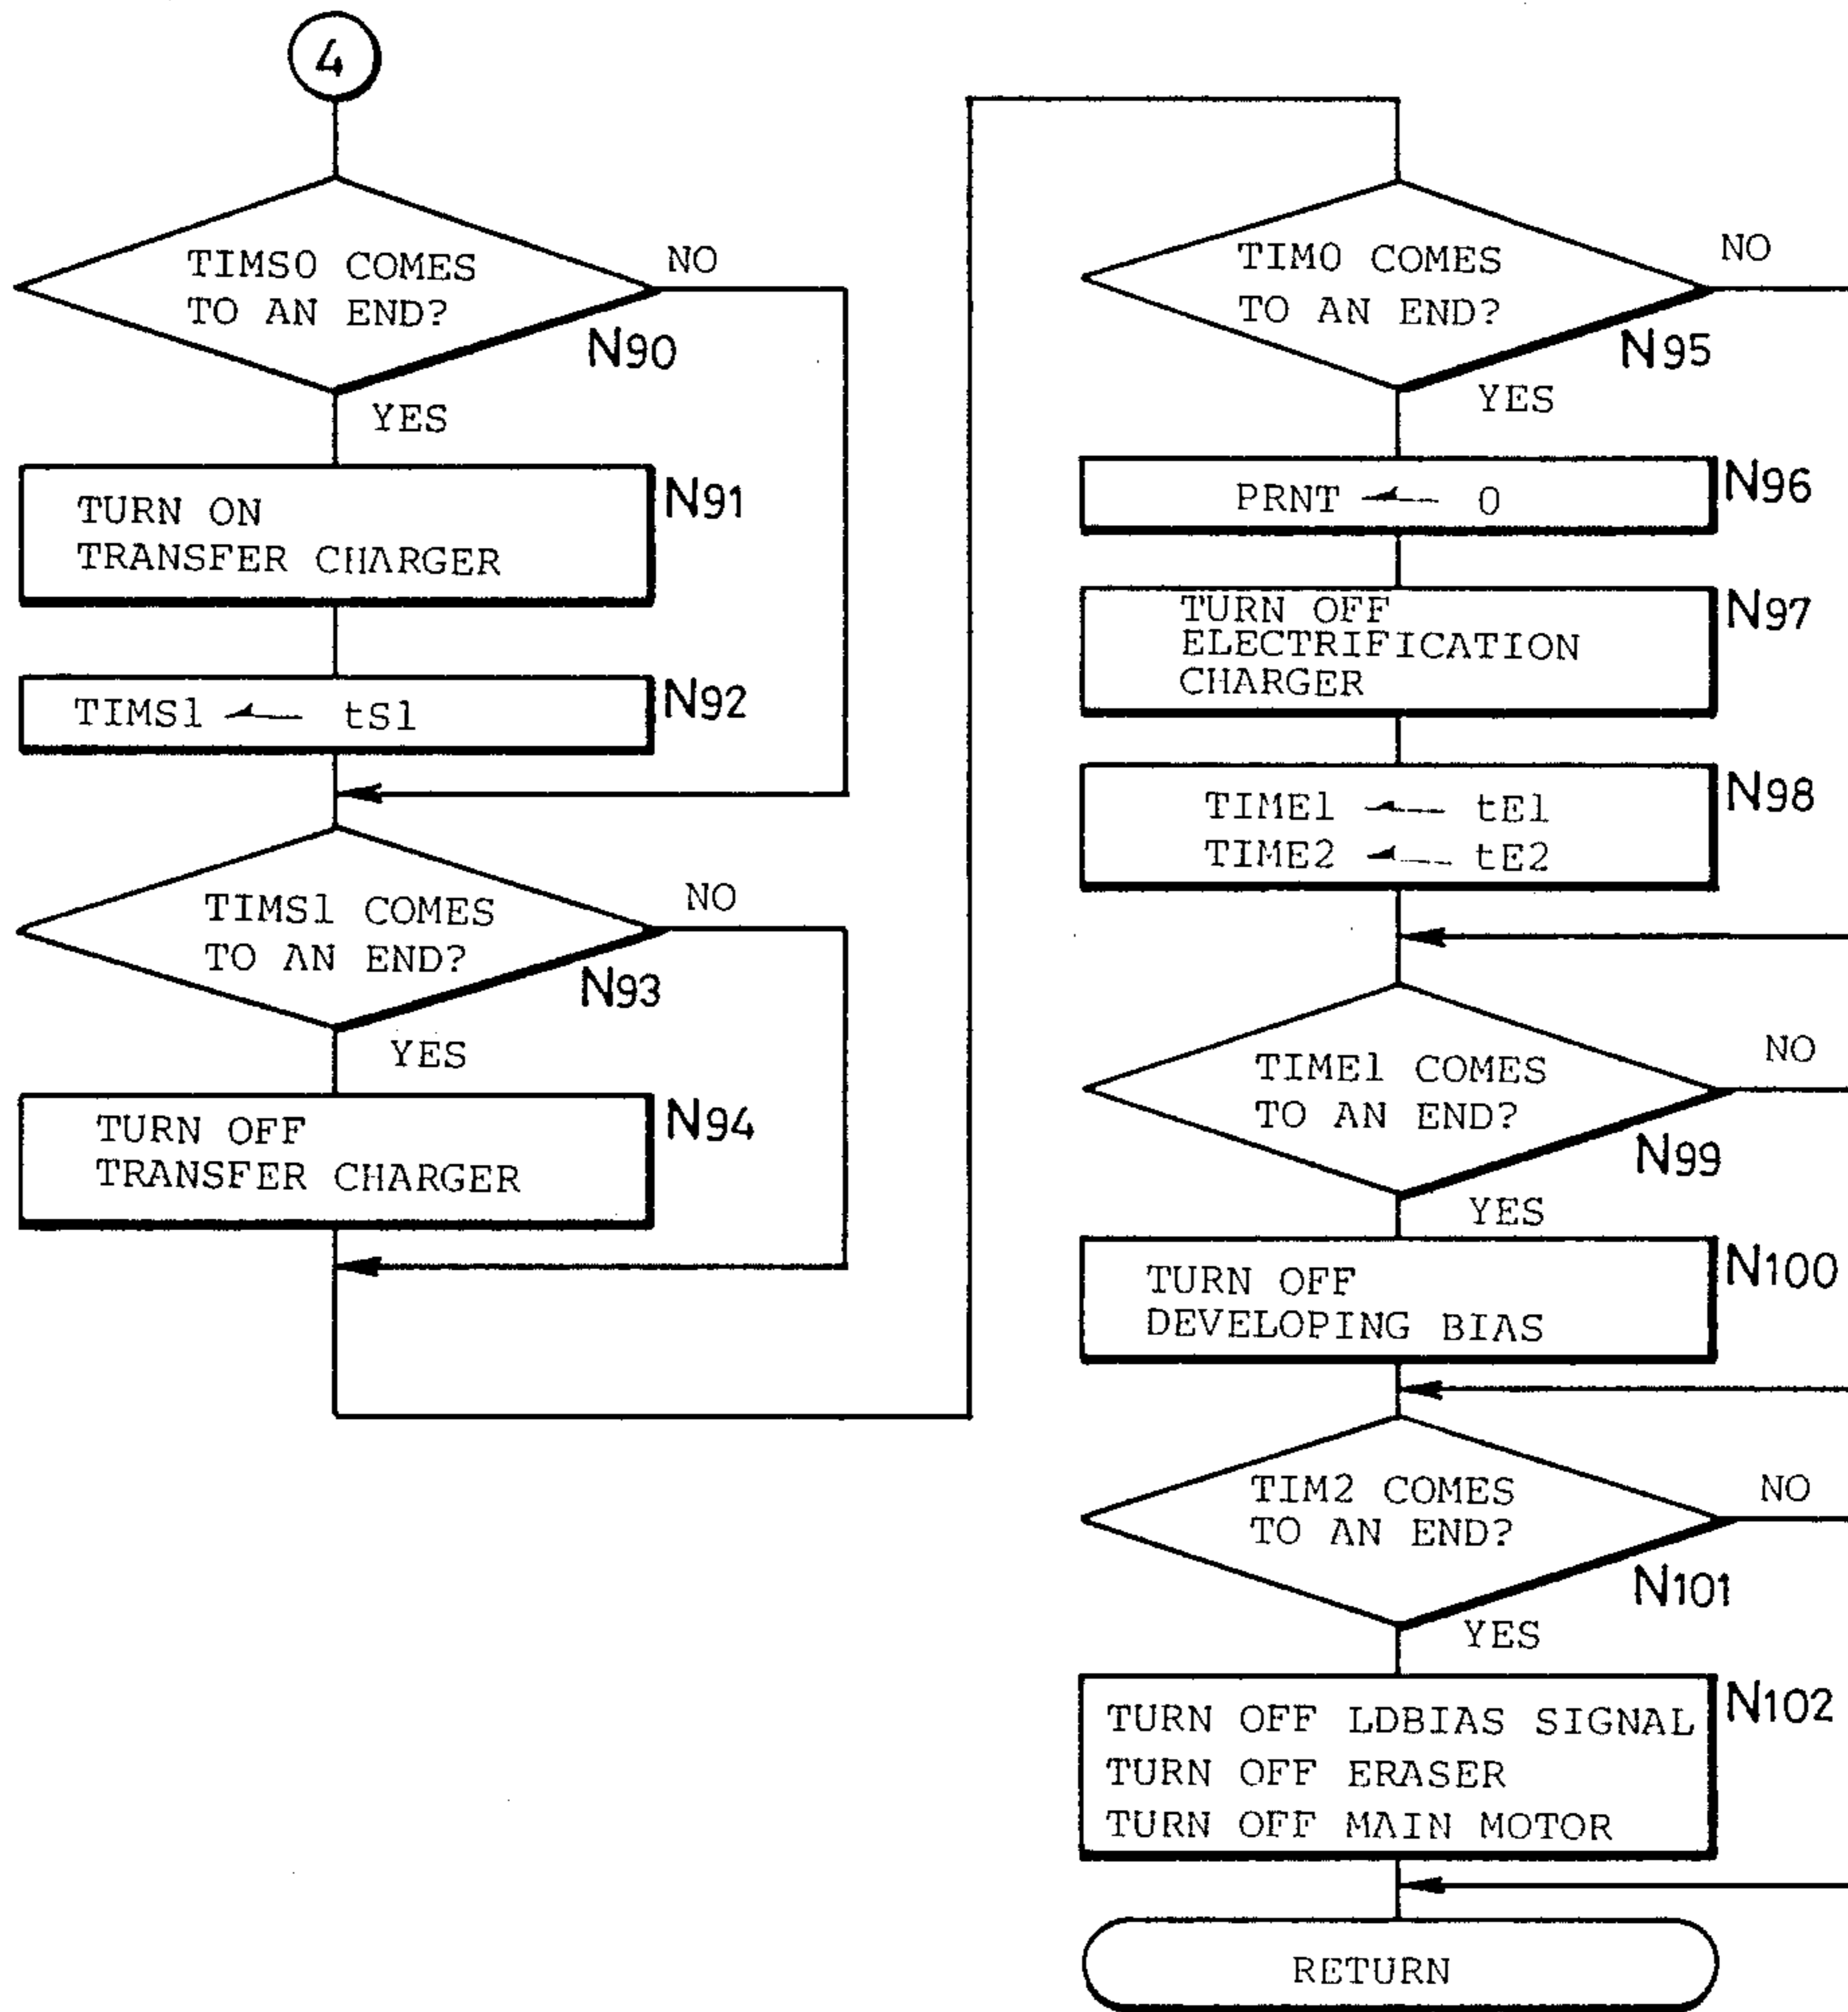 4
TIMS0 COMES
TO AN END?
NO
N90
YES
TURN ON
TRANSFER CHARGER
N91
TIMS1 ← tS1
N92
TIMS1 COMES
TO AN END?
NO
N93
YES
TURN OFF
TRANSFER CHARGER
N94
TIM0 COMES
TO AN END?
NO
N95
YES
PRNT ← 0
N96
TURN OFF
ELECTRIFICATION
CHARGER
N97
TIME1 ← tE1
TIME2 ← tE2
N98
TIME1 COMES
TO AN END?
NO
N99
YES
TURN OFF
DEVELOPING BIAS
N100
TIM2 COMES
TO AN END?
NO
N101
YES
TURN OFF LDBIAS SIGNAL
TURN OFF ERASER
TURN OFF MAIN MOTOR
N102
RETURN